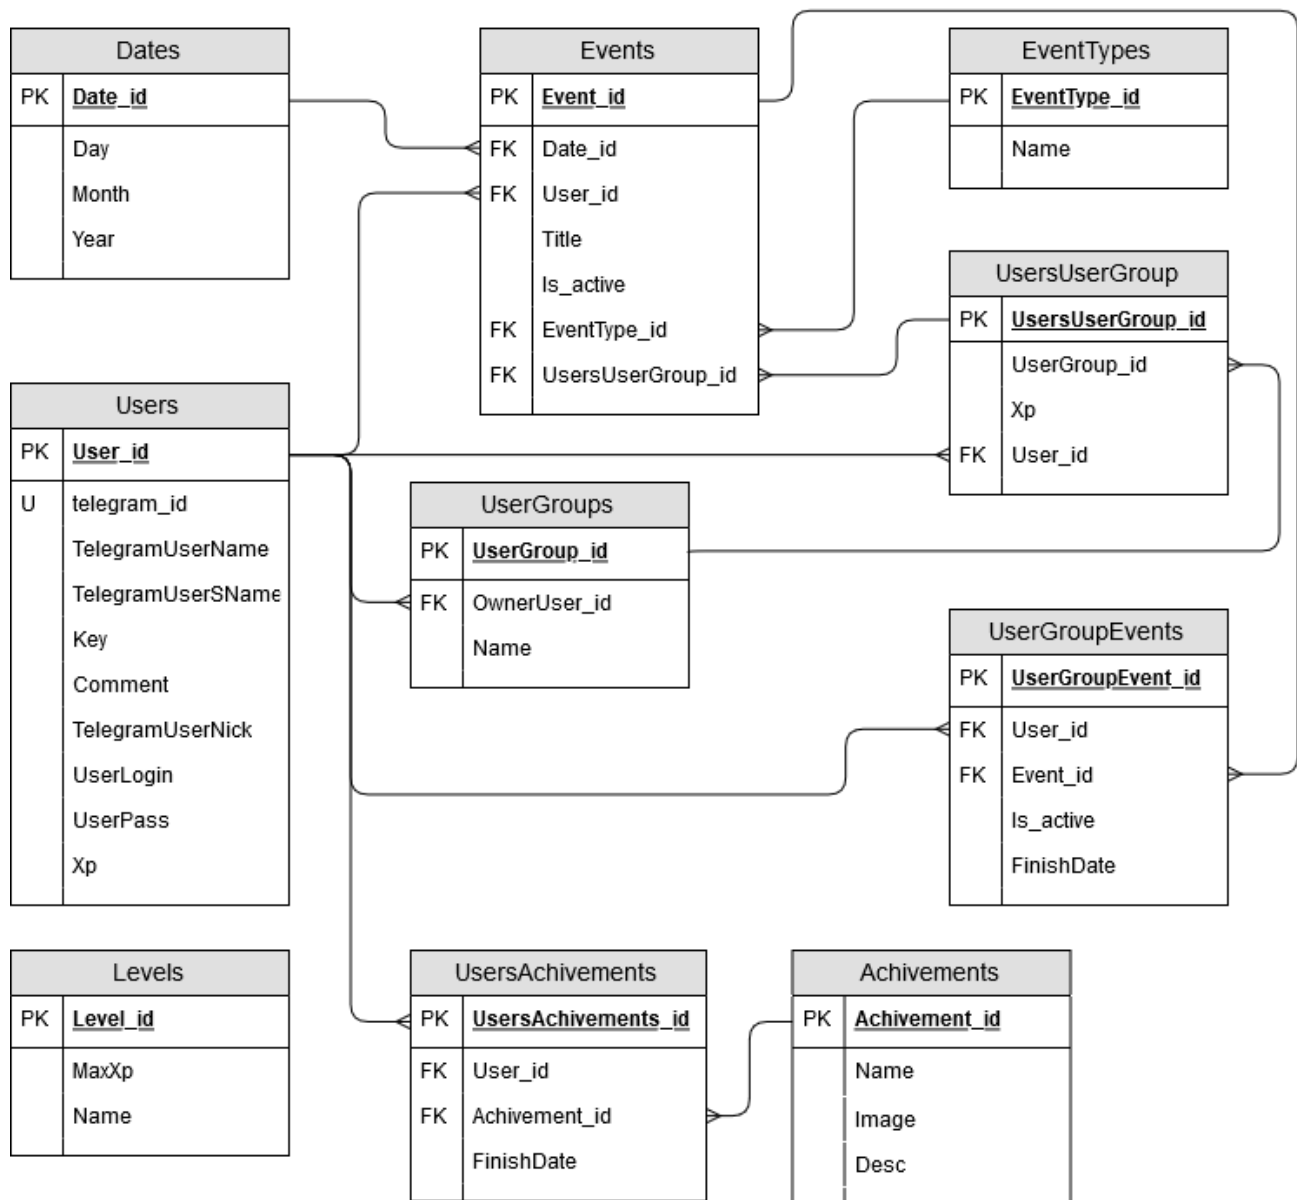 Dates
PK Date_id
Day
Month
Year
Events
PK Event_id
FK Date_id
FK User_id
Title
Is_active
FK EventType_id
FK UsersUserGroup_id
EventTypes
PK EventType_id
Name
UsersUserGroup
PK UsersUserGroup_id
UserGroup_id
Xp
FK User_id
Users
PK User_id
U telegram_id
TelegramUserName
TelegramUserSName
Key
Comment
TelegramUserNick
UserLogin
UserPass
Xp
UserGroups
PK UserGroup_id
FK OwnerUser_id
Name
UserGroupEvents
PK UserGroupEvent_id
FK User_id
FK Event_id
Is_active
FinishDate
Levels
PK Level_id
MaxXp
Name
UsersAchivements
PK UsersAchivements_id
FK User_id
FK Achivement_id
FinishDate
Achivements
PK Achivement_id
Name
Image
Desc